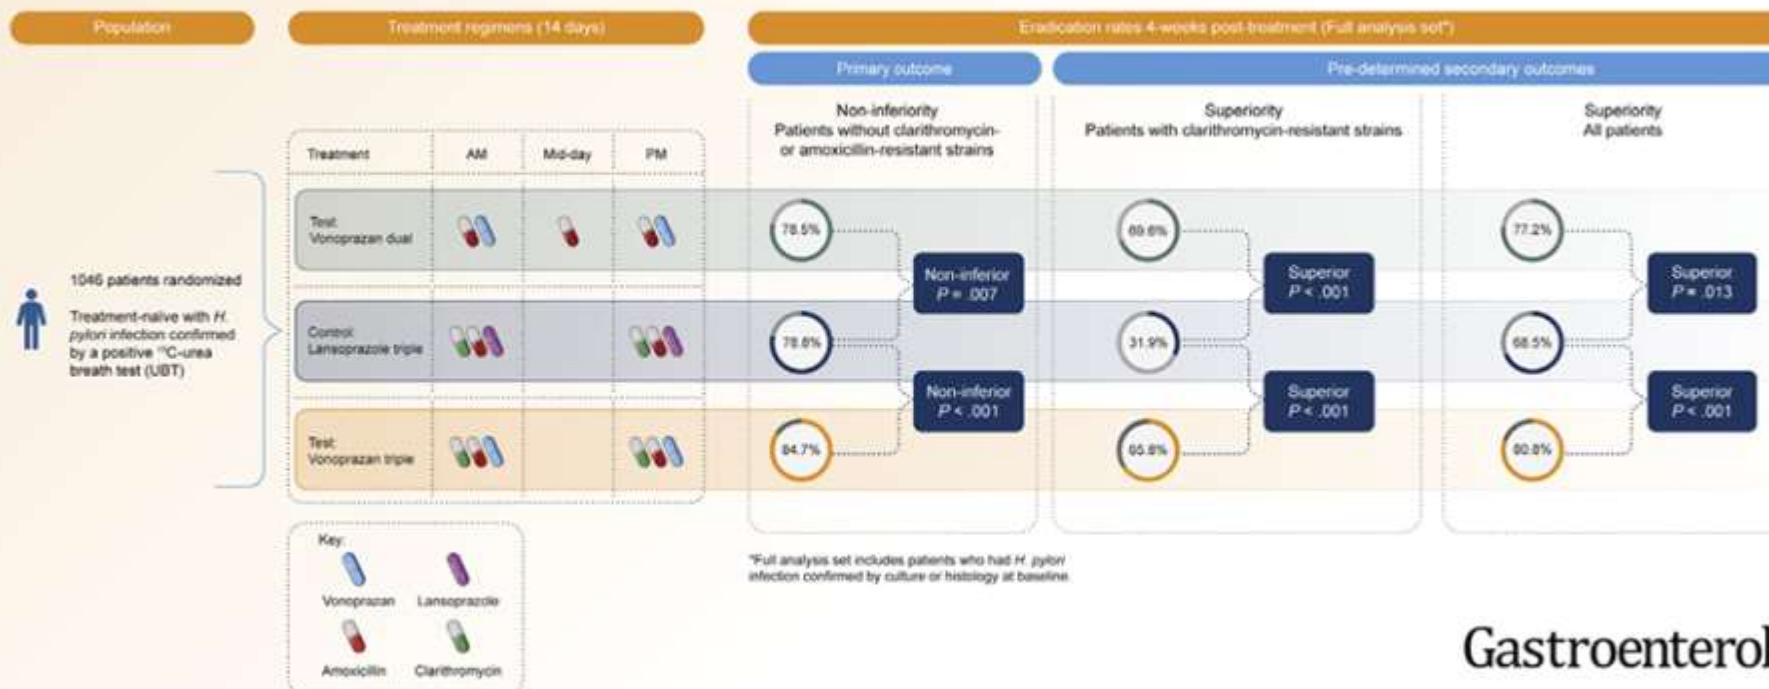 Population
Treatment regimens (14 days)
Eradication rates 4-weeks post-treatment (Full analysis set*)
Primary outcome
Pre-determined secondary outcomes
Non-inferiority
Patients without clarithromycin-
or amoxicillin-resistant strains
Superiority
Patients with clarithromycin-resistant strains
Superiority
All patients
Treatment
AM
Mid-day
PM
1046 patients randomized
Treatment-naïve with H.
pylori infection confirmed
by a positive ¹³C-urea
breath test (UBT)
Test:
Vonoprazan dual
78.5%
69.6%
77.2%
Non-inferior
P = .007
Superior
P < .001
Superior
P = .013
Control:
Lansoprazole triple
78.8%
31.9%
68.5%
Non-inferior
P < .001
Superior
P < .001
Superior
P < .001
Test:
Vonoprazan triple
84.7%
65.8%
80.8%
Key:
Vonoprazan
Lansoprazole
Amoxicillin
Clarithromycin
*Full analysis set includes patients who had H. pylori
infection confirmed by culture or histology at baseline.
Gastroenterol